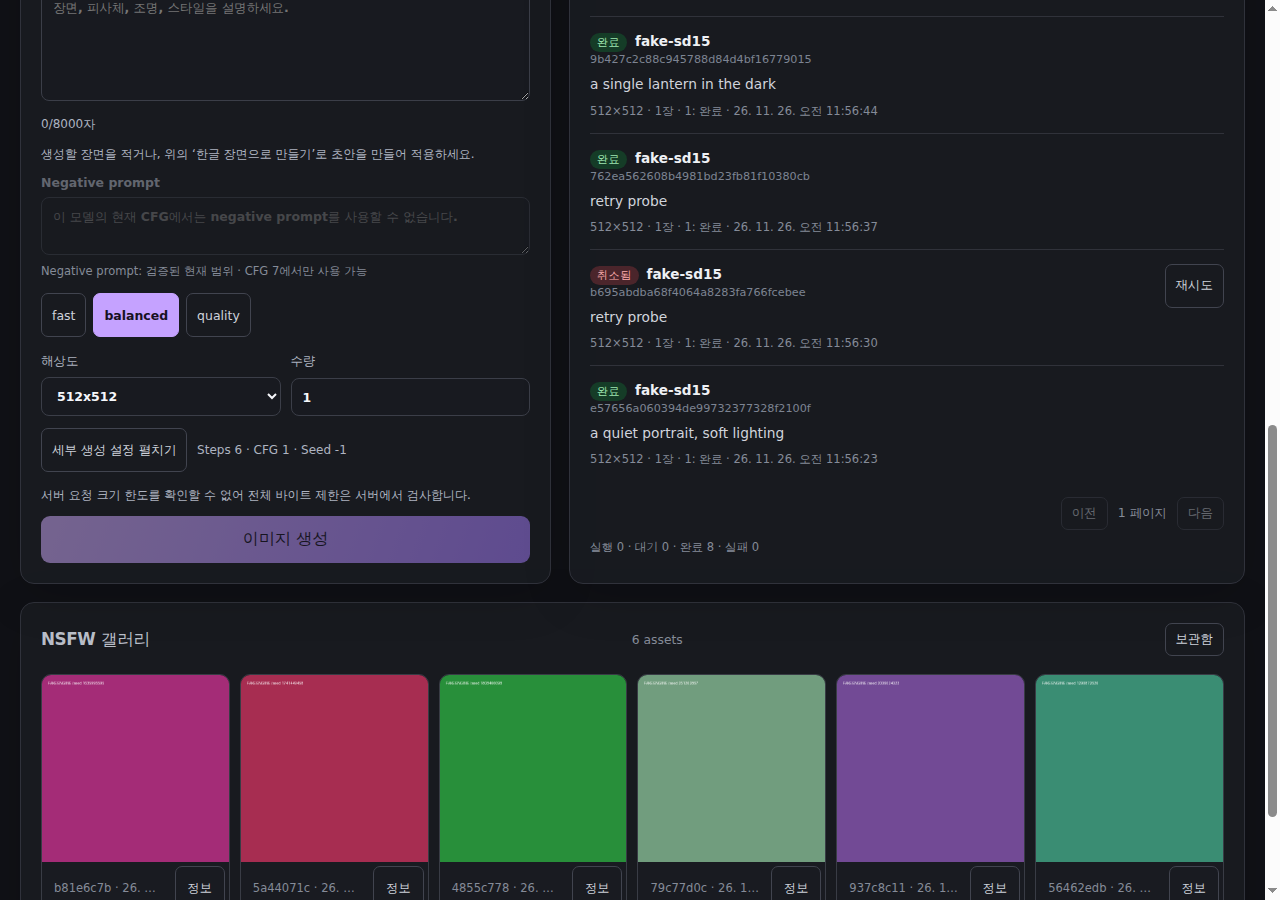 장면, 피사체, 조명, 스타일을 설명하세요.
0/8000자
생성할 장면을 적거나, 위의 ‘한글 장면으로 만들기’로 초안을 만들어 적용하세요.
Negative prompt
이 모델의 현재 CFG에서는 negative prompt를 사용할 수 없습니다.
Negative prompt: 검증된 현재 범위 · CFG 7에서만 사용 가능
fast
balanced
quality
해상도
수량
512x512
1
세부 생성 설정 펼치기
Steps 6 · CFG 1 · Seed -1
서버 요청 크기 한도를 확인할 수 없어 전체 바이트 제한은 서버에서 검사합니다.
이미지 생성
완료 fake-sd15
9b427c2c88c945788d84d4bf16779015
a single lantern in the dark
512×512 · 1장 · 1: 완료 · 26. 11. 26. 오전 11:56:44
완료 fake-sd15
762ea562608b4981bd23fb81f10380cb
retry probe
512×512 · 1장 · 1: 완료 · 26. 11. 26. 오전 11:56:37
취소됨 fake-sd15
재시도
b695abdba68f4064a8283fa766fcebee
retry probe
512×512 · 1장 · 1: 완료 · 26. 11. 26. 오전 11:56:30
완료 fake-sd15
e57656a060394de99732377328f2100f
a quiet portrait, soft lighting
512×512 · 1장 · 1: 완료 · 26. 11. 26. 오전 11:56:23
이전
1 페이지
다음
실행 0 · 대기 0 · 완료 8 · 실패 0
NSFW 갤러리
6 assets
보관함
b81e6c7b · 26. ...
정보
5a44071c · 26. ...
정보
4855c778 · 26. ...
정보
79c77d0c · 26. 1...
정보
937c8c11 · 26. 1...
정보
56462edb · 26. ...
정보